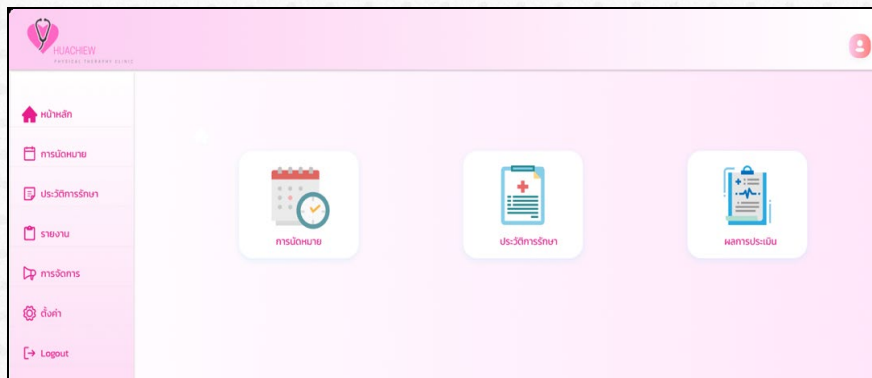 HUACHIEW
PHYSICAL THERAPHY CLINIC
หน้าหลัก
การนัดหมาย
ประวัติการรักษา
รายงาน
การจัดการ
ตั้งค่า
Logout
การนัดหมาย
ประวัติการรักษา
ผลการประเมิน